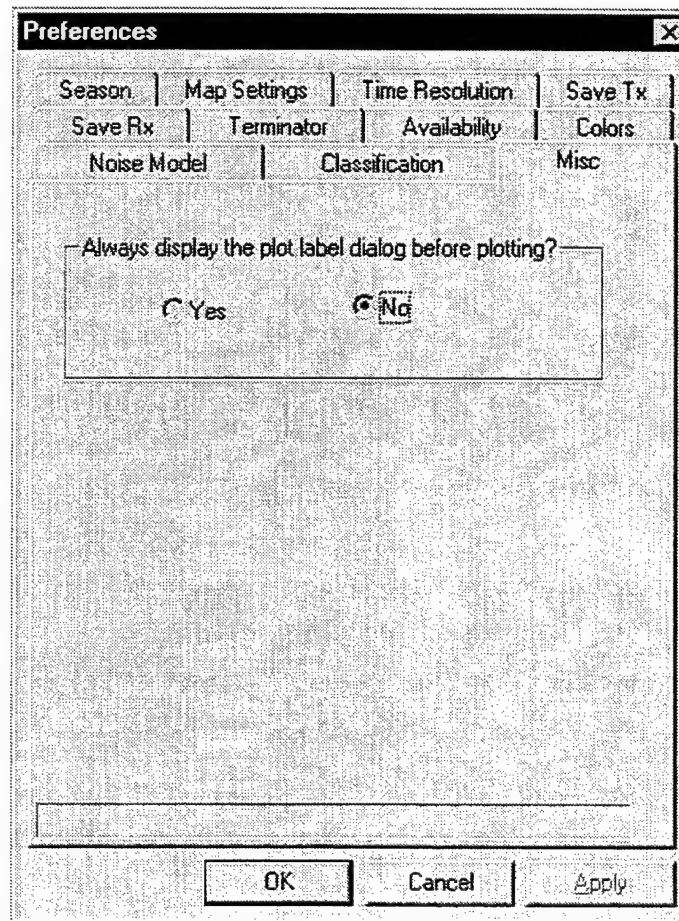 Preferences
Season Map Settings Time Resolution Save Tx
Save Rx Terminator Availability Colors
Noise Model Classification Misc
Always display the plot label dialog before plotting?
Yes No
OK Cancel Apply